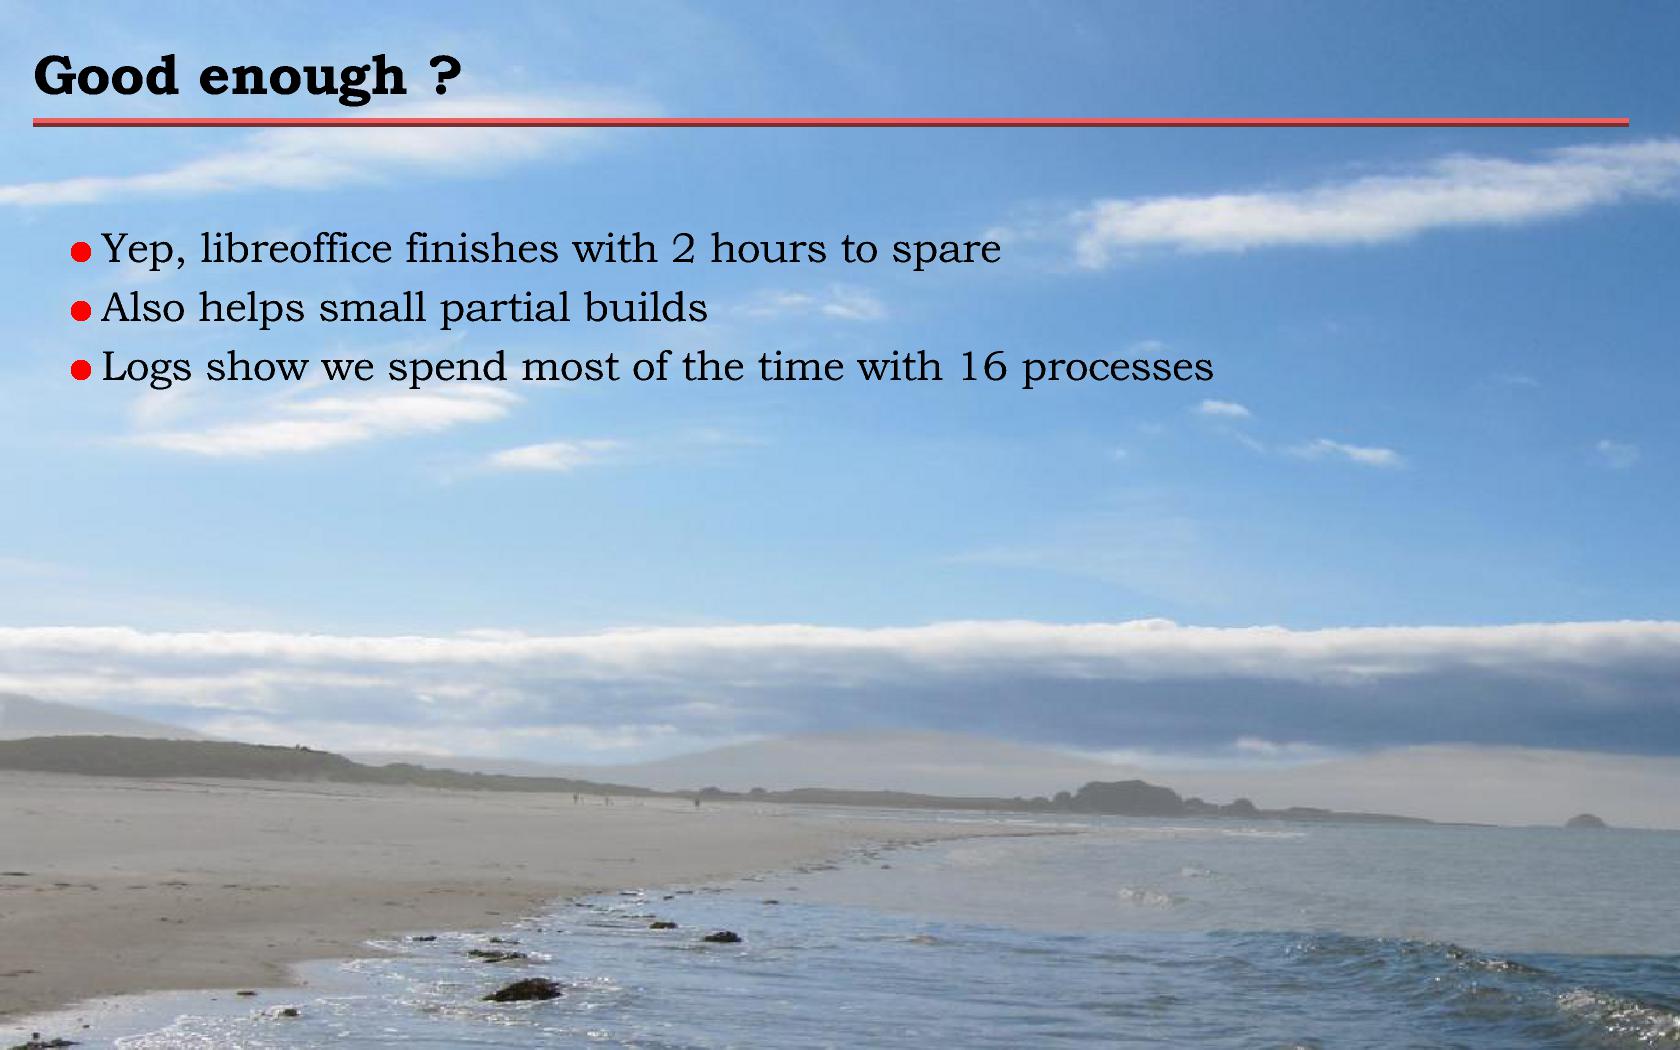 Good enough ?
Yep, libreoffice finishes with 2 hours to spare
Also helps small partial builds
Logs show we spend most of the time with 16 processes